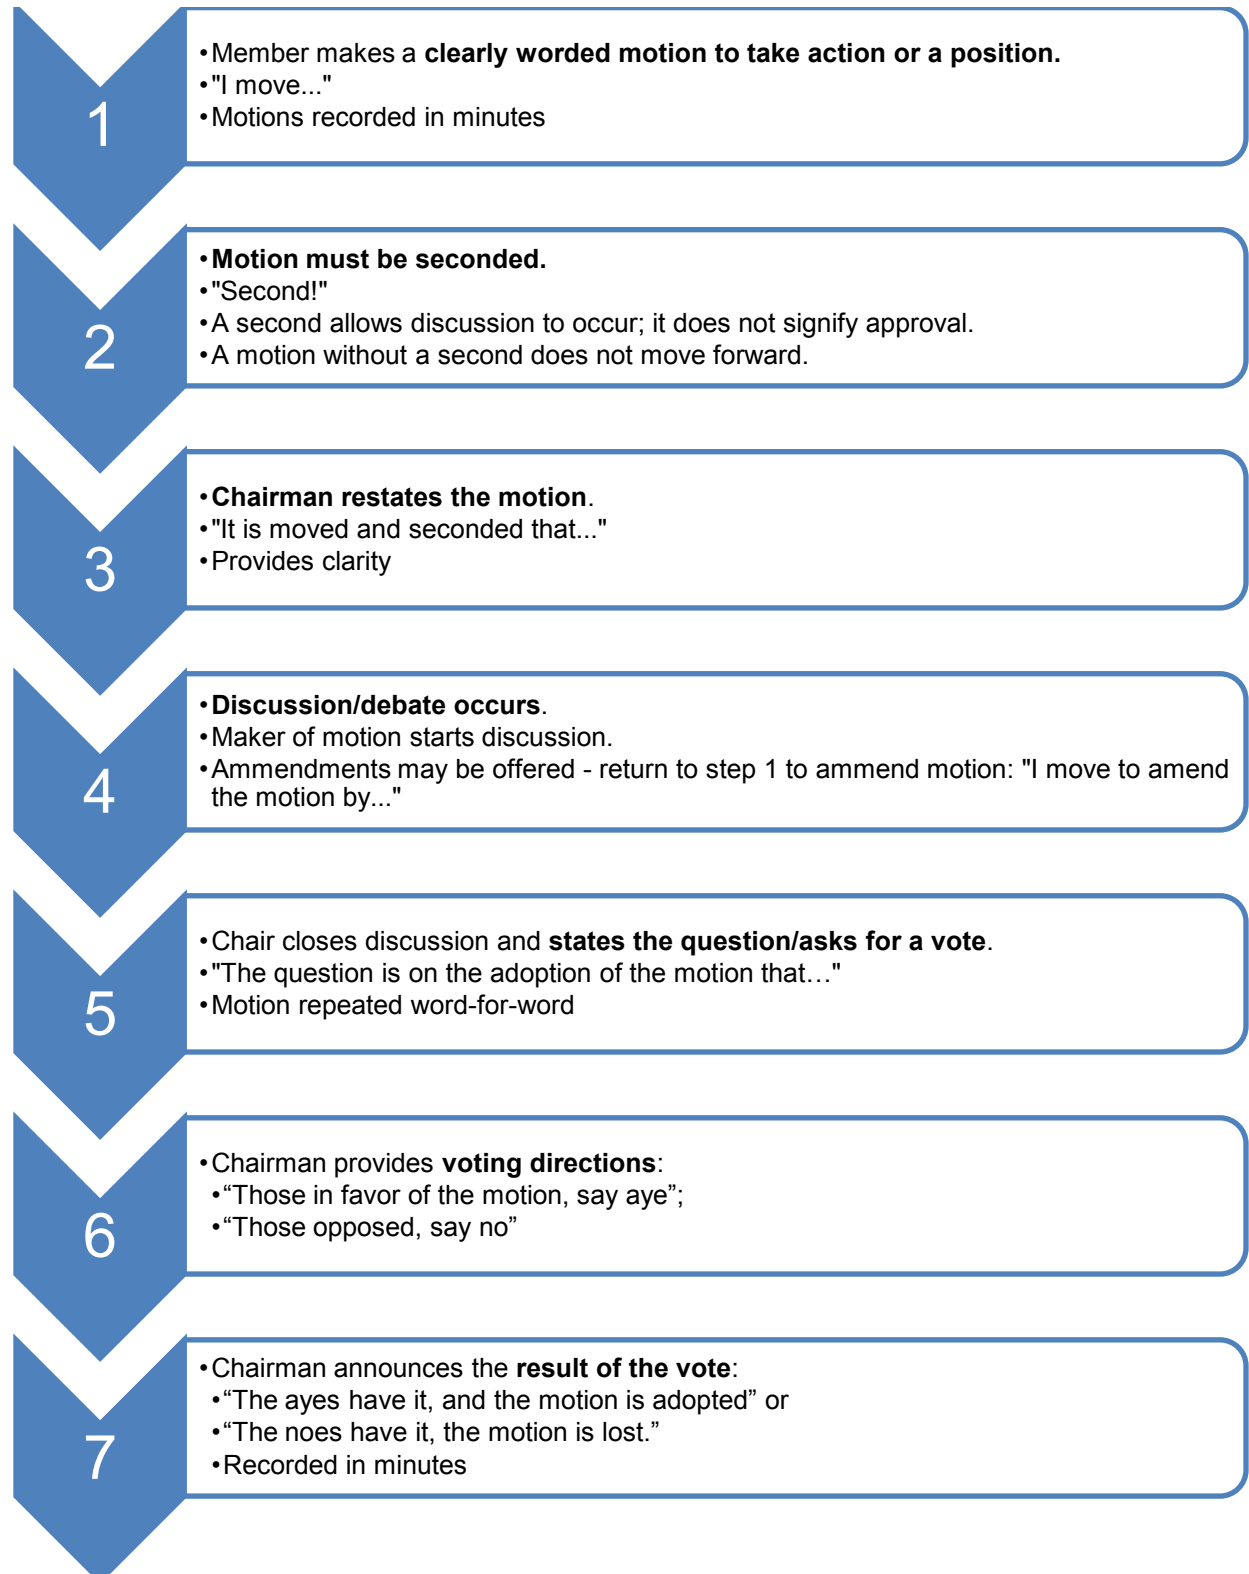 1
•Member makes a clearly worded motion to take action or a position.
•"I move..."
•Motions recorded in minutes
2
•Motion must be seconded.
•"Second!"
•A second allows discussion to occur; it does not signify approval.
•A motion without a second does not move forward.
3
•Chairman restates the motion.
•"It is moved and seconded that..."
•Provides clarity
4
•Discussion/debate occurs.
•Maker of motion starts discussion.
•Ammendments may be offered - return to step 1 to ammend motion: "I move to amend
the motion by..."
5
•Chair closes discussion and states the question/asks for a vote.
•"The question is on the adoption of the motion that…"
•Motion repeated word-for-word
6
•Chairman provides voting directions:
•“Those in favor of the motion, say aye”;
•“Those opposed, say no”
7
•Chairman announces the result of the vote:
•“The ayes have it, and the motion is adopted” or
•“The noes have it, the motion is lost.”
•Recorded in minutes